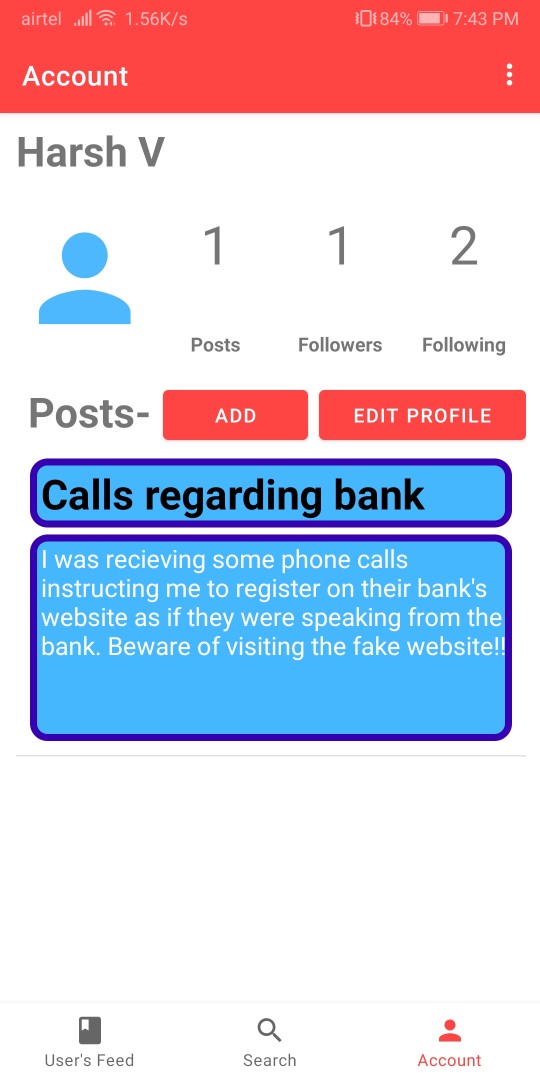 airtel 1.56K/s 84% 7:43 PM
Account
Harsh V
1 1 2
Posts Followers Following
Posts- ADD EDIT PROFILE
Calls regarding bank
I was recieving some phone calls
instructing me to register on their bank's
website as if they were speaking from the
bank. Beware of visiting the fake website!!
User's Feed Search Account